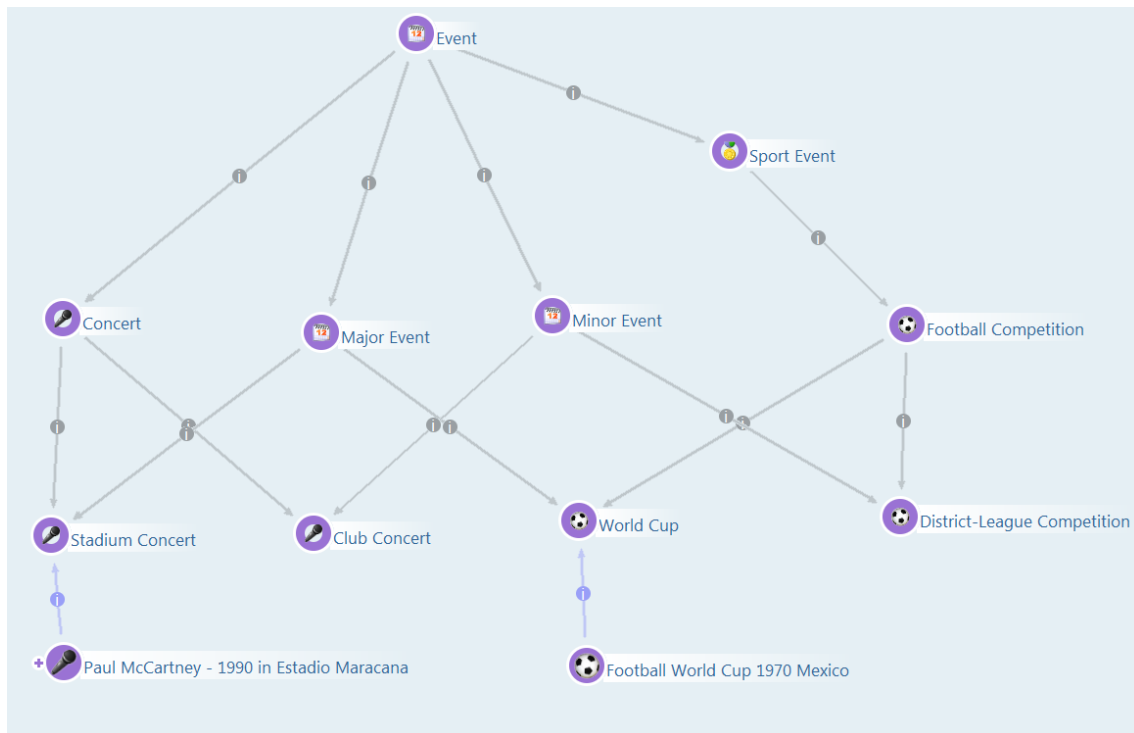 Event
Sport Event
Concert
Major Event
Minor Event
Football Competition
Stadium Concert
Club Concert
World Cup
District-League Competition
Paul McCartney - 1990 in Estadio Maracana
Football World Cup 1970 Mexico